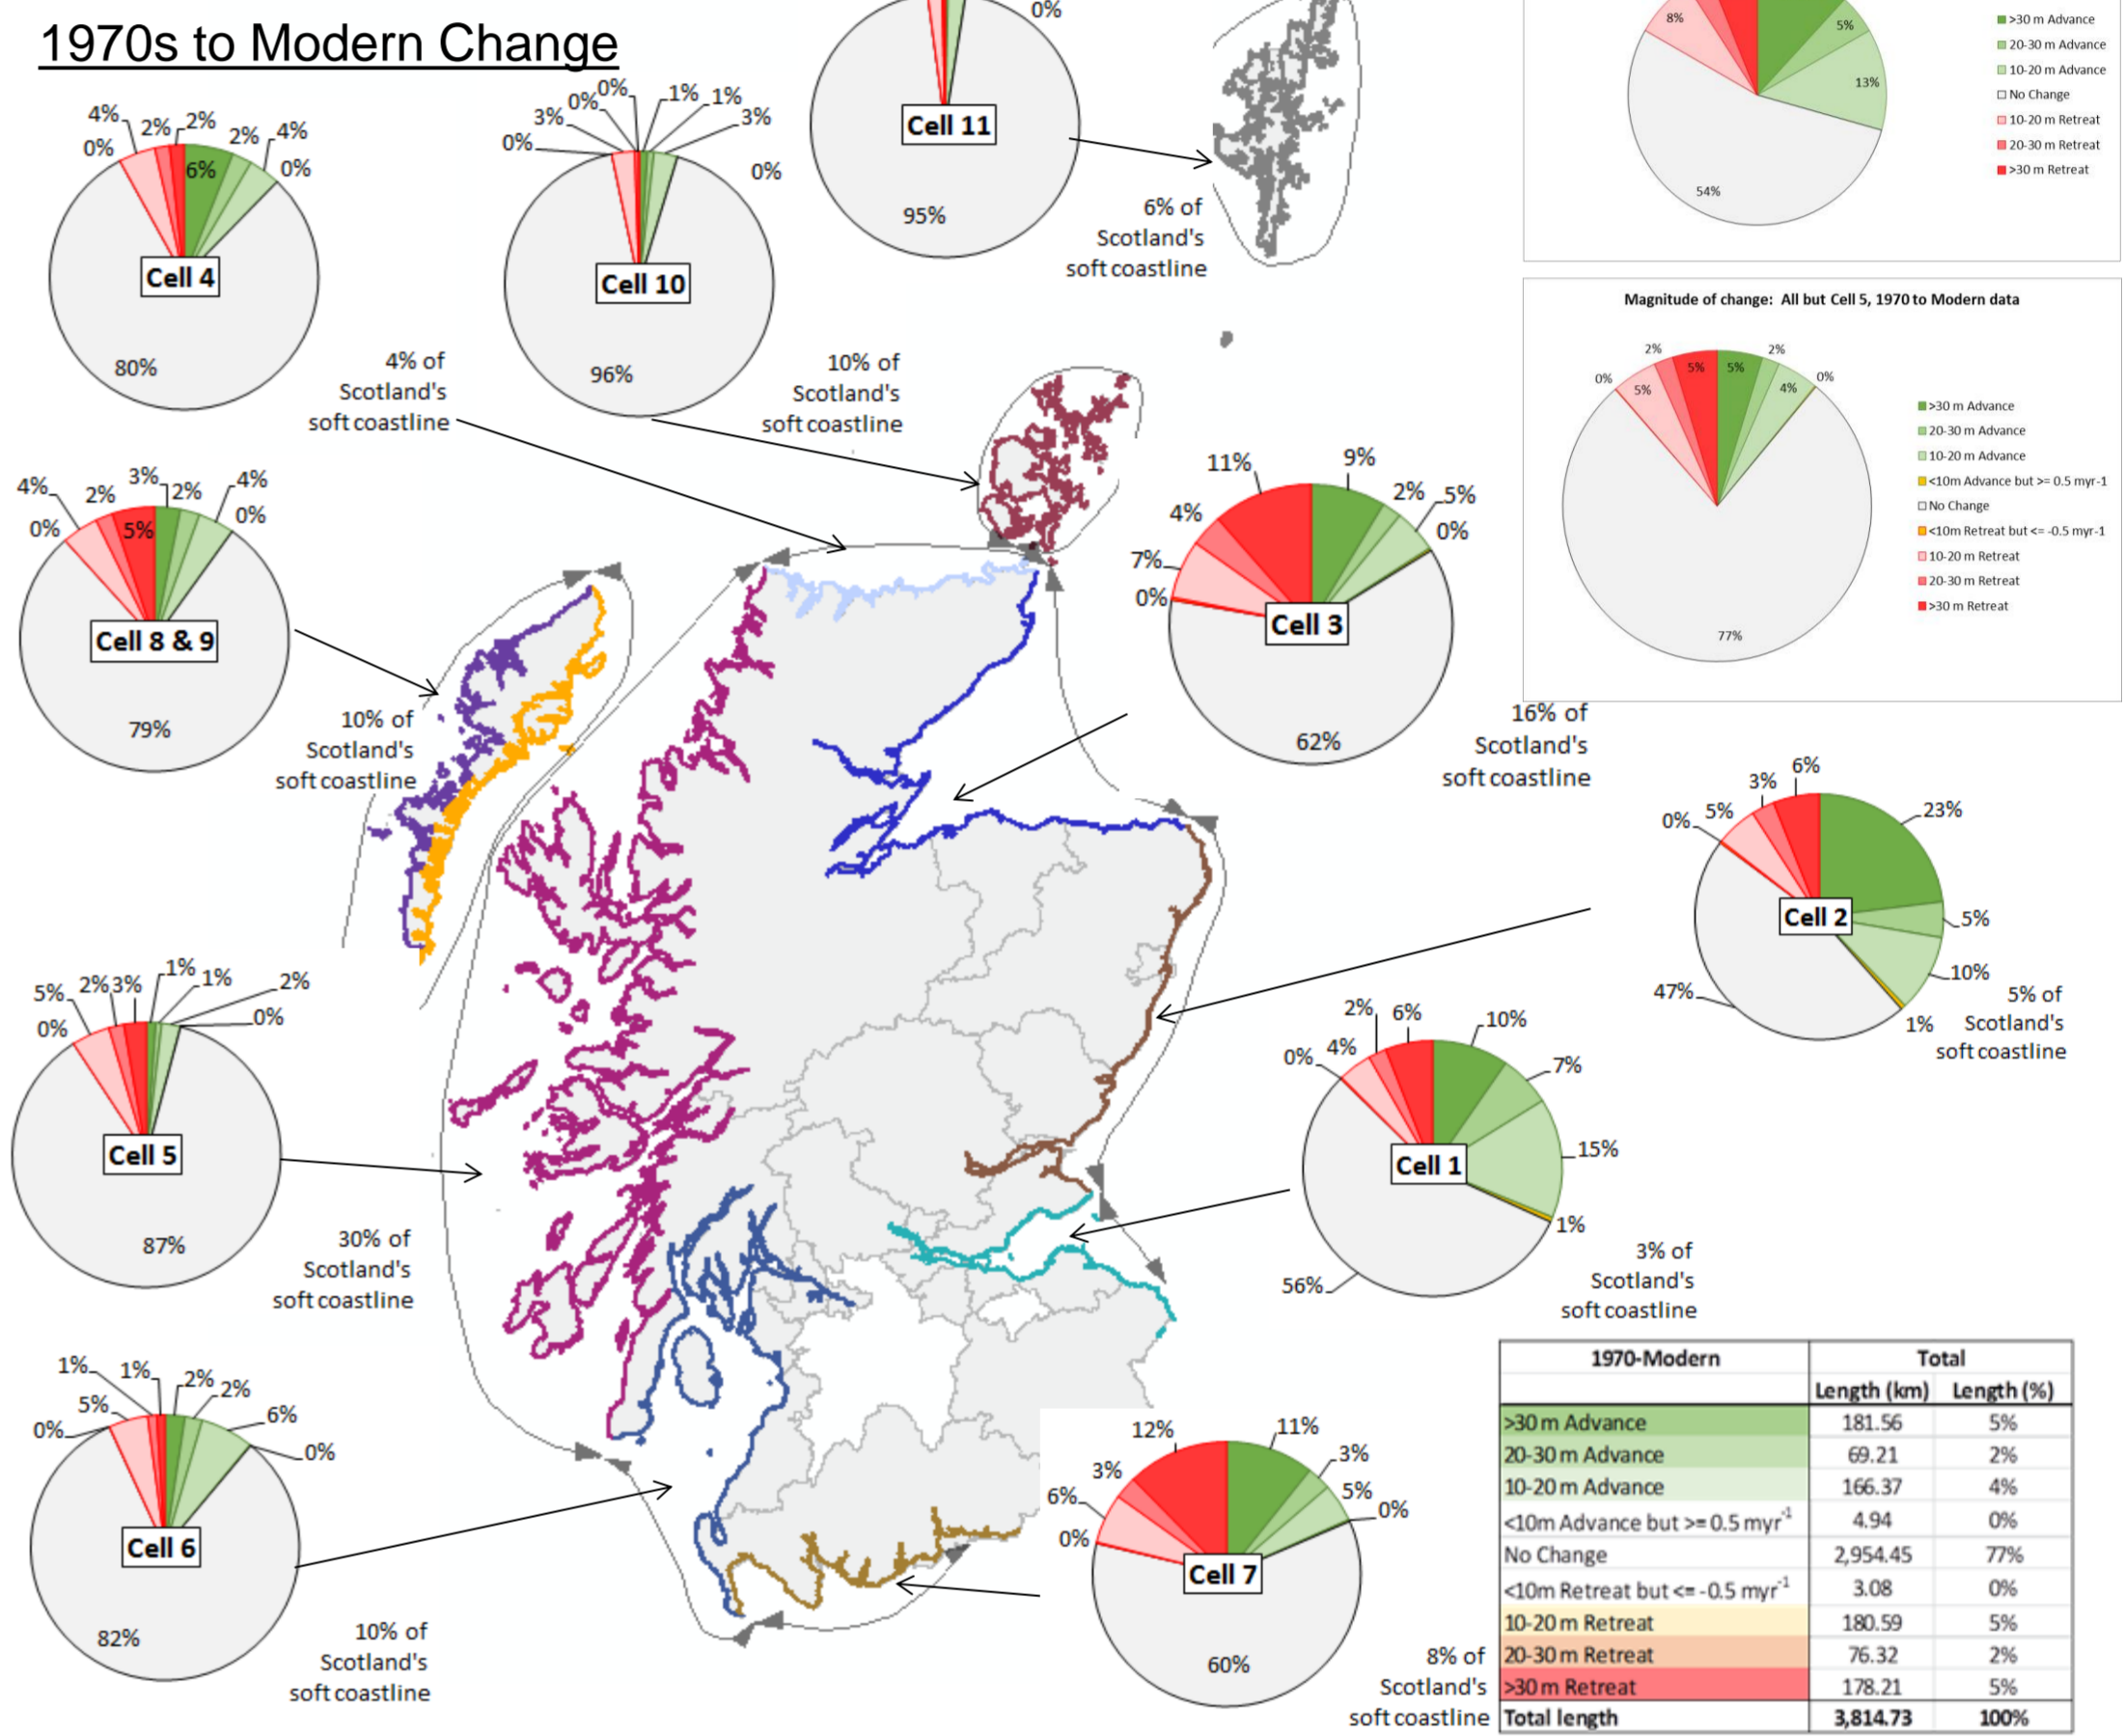 1970s to Modern Change
0%
Cell 11
95%
6% of
Scotland's
soft coastline
8%
5%
13%
54%
>30 m Advance
20-30 m Advance
10-20 m Advance
No Change
10-20 m Retreat
20-30 m Retreat
>30 m Retreat
0%
4%
2%
2%
6%
2%
4%
0%
Cell 4
80%
4% of
Scotland's
soft coastline
0%
3%
0%
0%
1%
1%
3%
0%
Cell 10
96%
10% of
Scotland's
soft coastline
Magnitude of change: All but Cell 5, 1970 to Modern data
0%
5%
2%
5%
5%
2%
4%
0%
77%
>30 m Advance
20-30 m Advance
10-20 m Advance
<10m Advance but >= 0.5 myr-1
No Change
<10m Retreat but <= -0.5 myr-1
10-20 m Retreat
20-30 m Retreat
>30 m Retreat
0%
4%
2%
5%
3%
2%
4%
0%
Cell 8 & 9
79%
10% of
Scotland's
soft coastline
0%
7%
4%
11%
9%
2%
5%
0%
Cell 3
62%
16% of
Scotland's
soft coastline
0%
5%
3%
6%
23%
5%
10%
1%
47%
Cell 2
5% of
Scotland's
soft coastline
0%
5%
2%
3%
1%
1%
2%
0%
Cell 5
87%
30% of
Scotland's
soft coastline
0%
4%
2%
6%
10%
7%
15%
1%
56%
Cell 1
3% of
Scotland's
soft coastline
0%
5%
1%
1%
2%
2%
6%
0%
Cell 6
82%
10% of
Scotland's
soft coastline
0%
6%
3%
12%
11%
3%
5%
0%
Cell 7
60%
8% of
Scotland's
soft coastline
1970-Modern Total
Length (km) Length (%)
>30 m Advance 181.56 5%
20-30 m Advance 69.21 2%
10-20 m Advance 166.37 4%
<10m Advance but >= 0.5 myr-1 4.94 0%
No Change 2,954.45 77%
<10m Retreat but <= -0.5 myr-1 3.08 0%
10-20 m Retreat 180.59 5%
20-30 m Retreat 76.32 2%
>30 m Retreat 178.21 5%
Total length 3,814.73 100%